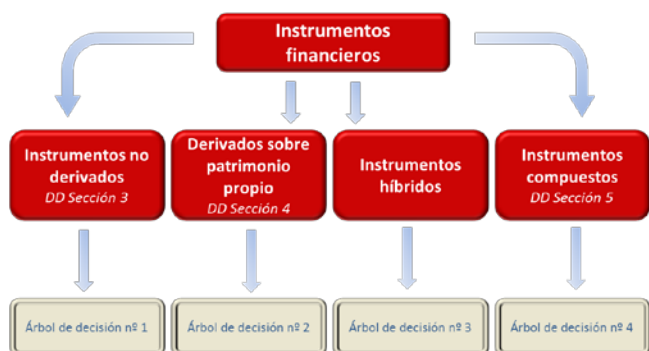 Instrumentos
financieros
Instrumentos no
derivados
DD Sección 3
Derivados sobre
patrimonio
propio
DD Sección 4
Instrumentos
híbridos
Instrumentos
compuestos
DD Sección 5
Árbol de decisión nº 1
Árbol de decisión nº 2
Árbol de decisión nº 3
Árbol de decisión nº 4